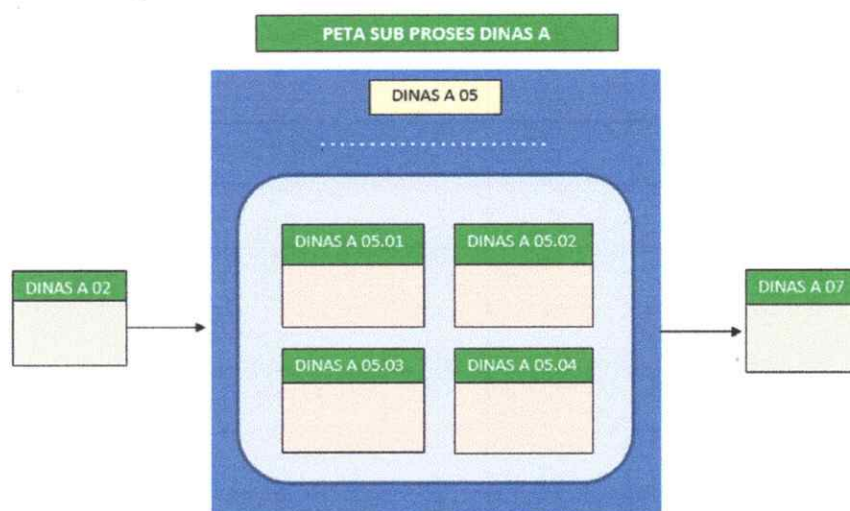 PETA SUB PROSES DINAS A
DINAS A 05
........................
DINAS A 05.01
DINAS A 05.02
DINAS A 02
DINAS A 07
DINAS A 05.03
DINAS A 05.04